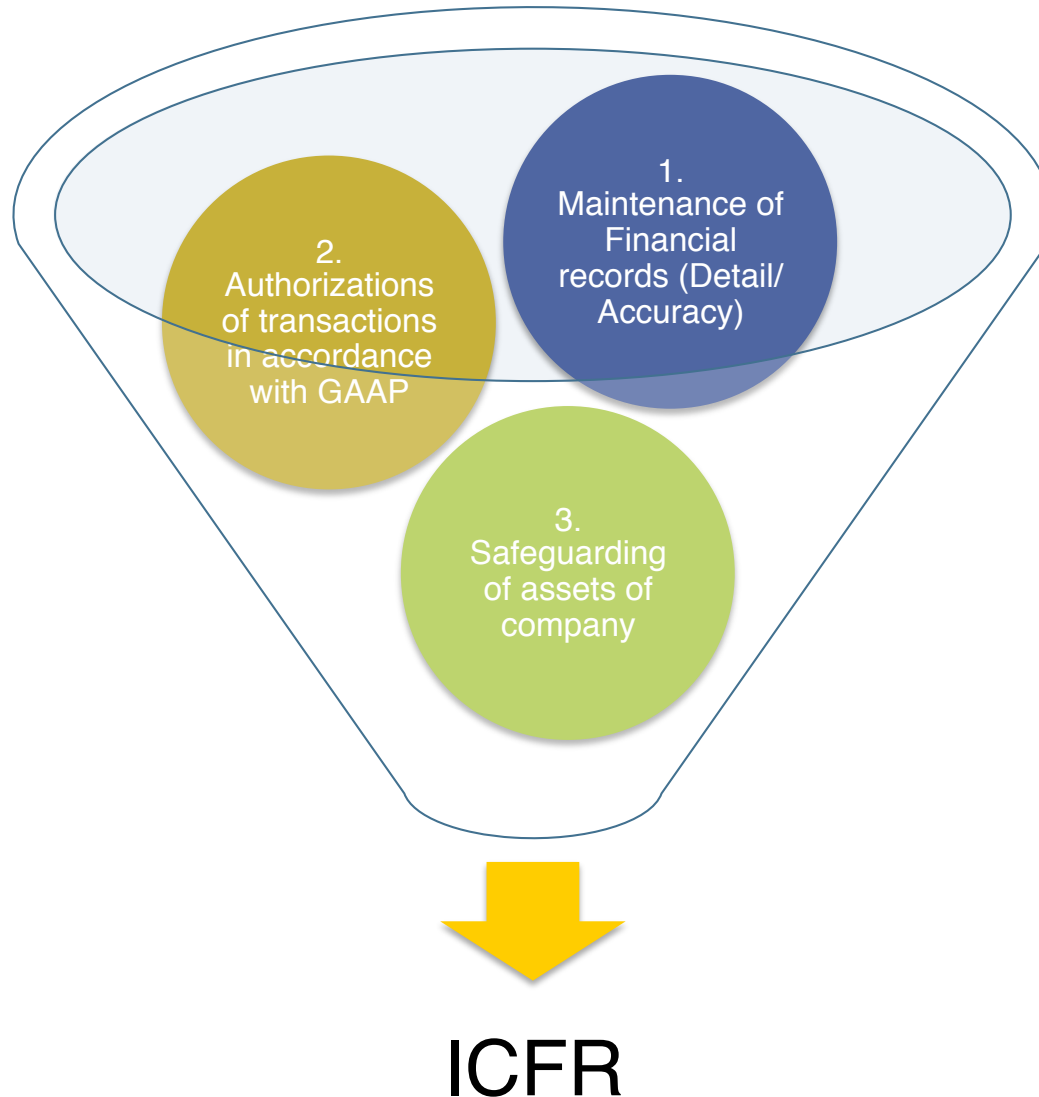 1.
Maintenance of
Financial
records (Detail/
Accuracy)
2.
Authorizations
of transactions
in accordance
with GAAP
3.
Safeguarding
of assets of
company
ICFR